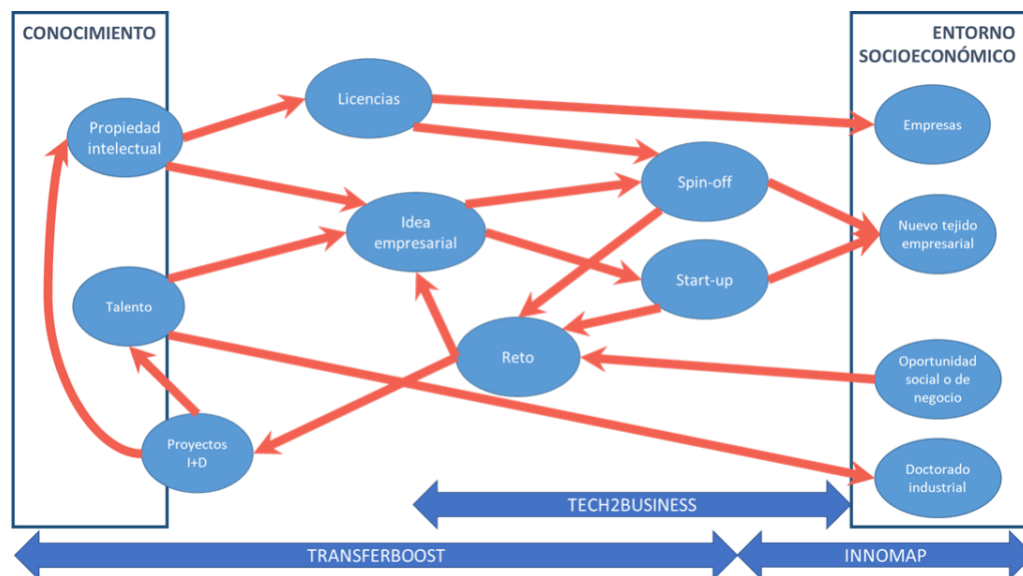 CONOCIMIENTO
ENTORNO
SOCIOECONÓMICO
Licencias
Empresas
Propiedad
intelectual
Spin-off
Idea
empresarial
Nuevo tejido
empresarial
Start-up
Talento
Reto
Oportunidad
social o de
negocio
Proyectos
I+D
Doctorado
industrial
TECH2BUSINESS
TRANSFERBOOST
INNOMAP